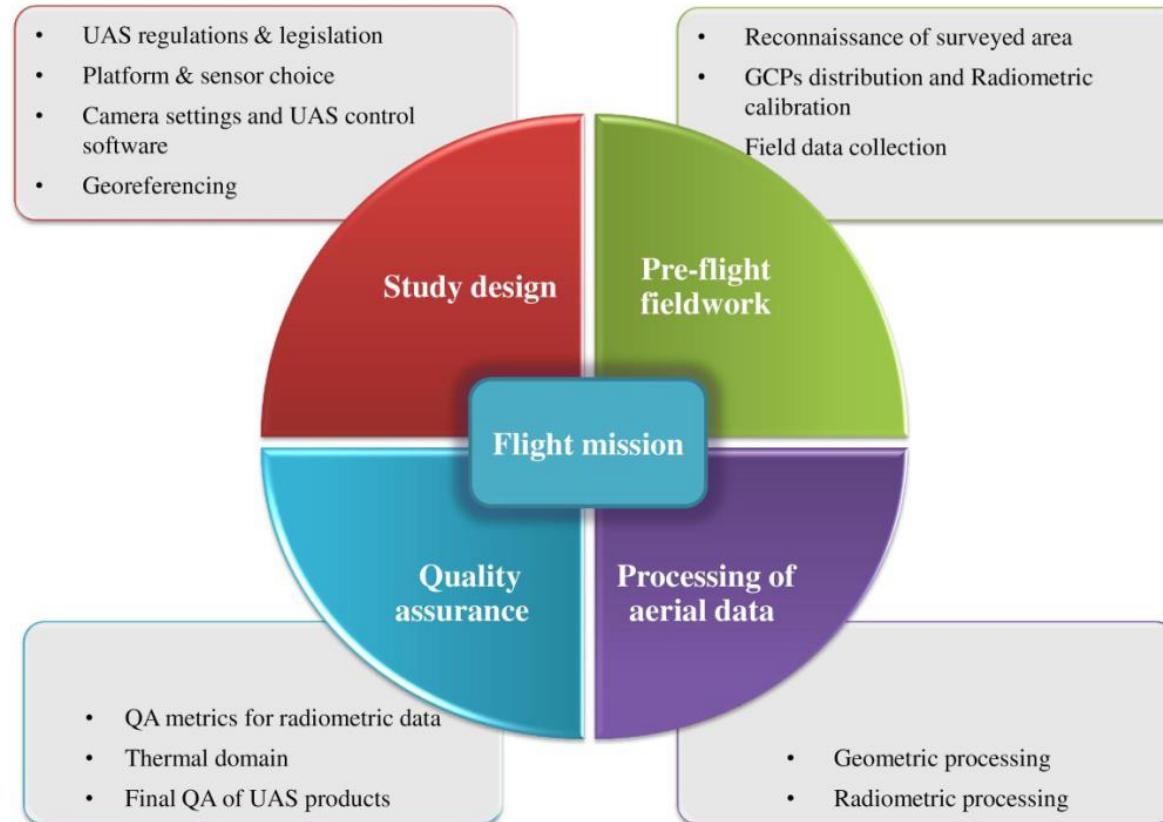 • UAS regulations & legislation
• Platform & sensor choice
• Camera settings and UAS control
software
• Georeferencing
• Reconnaissance of surveyed area
• GCPs distribution and Radiometric
calibration
Field data collection
Study design
Pre-flight
fieldwork
Flight mission
Quality
assurance
Processing of
aerial data
• QA metrics for radiometric data
• Thermal domain
• Final QA of UAS products
• Geometric processing
• Radiometric processing